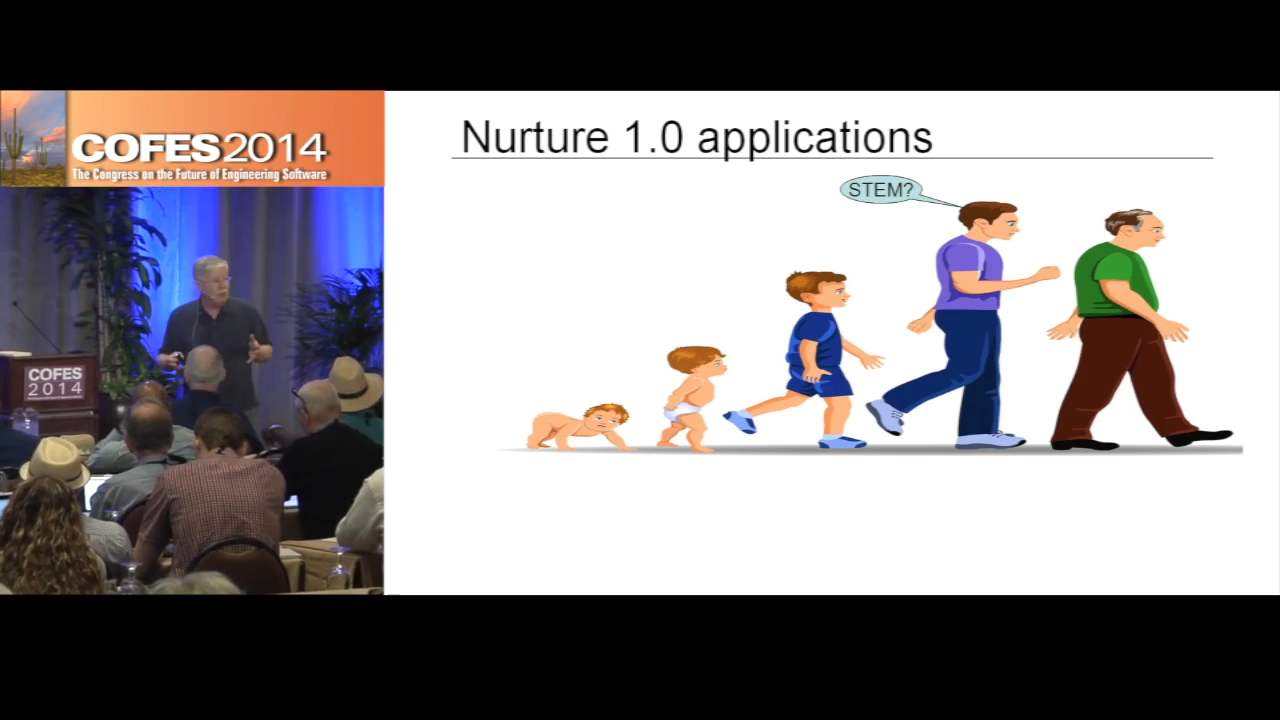 COFES2014
The Congress on the Future of Engineering Software
COFES
2014
Nurture 1.0 applications
STEM?